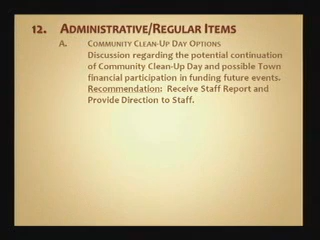 12. ADMINISTRATIVE/REGULAR ITEMS
A. COMMUNITY CLEAN-UP DAY OPTIONS
Discussion regarding the potential continuation
of Community Clean-Up Day and possible Town
financial participation in funding future events.
Recommendation: Receive Staff Report and
Provide Direction to Staff.